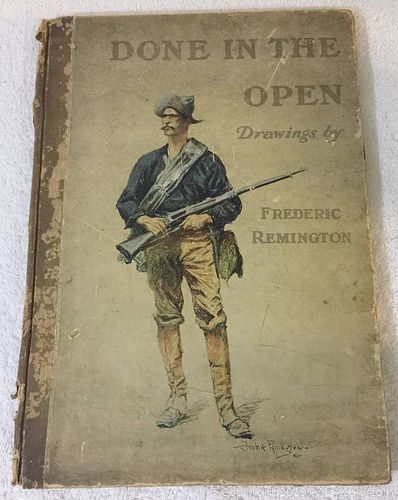 DONE IN THE
OPEN
Drawings by
FREDERIC
REMINGTON